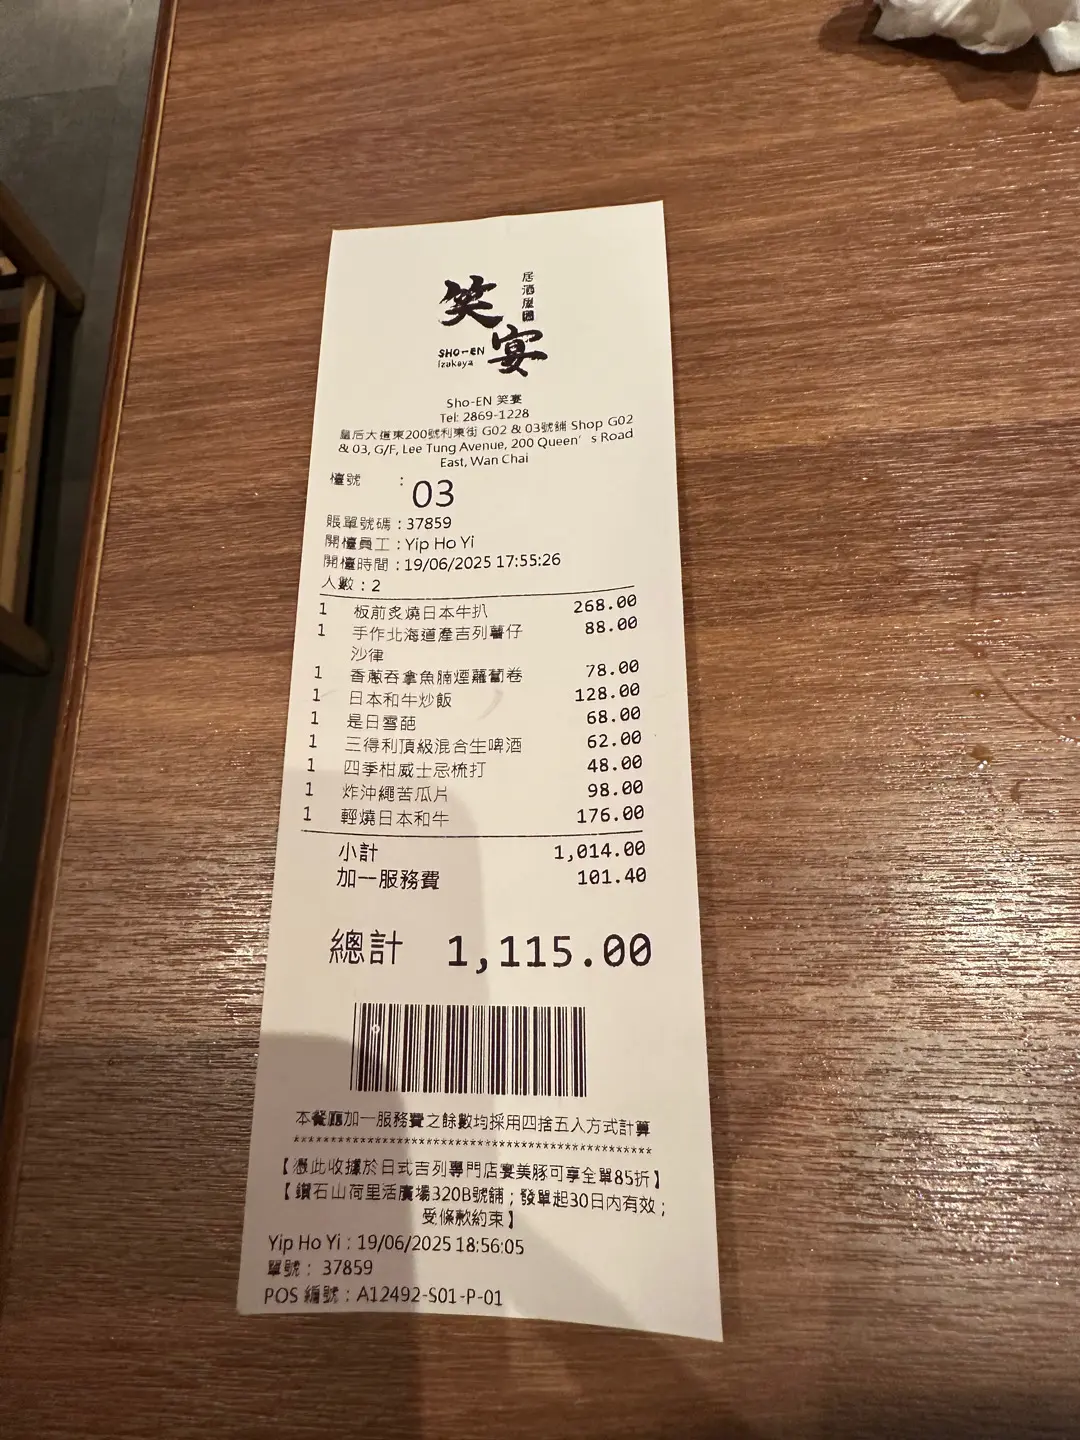 笑宴
居酒屋
SHO-EN
Izakaya
Sho-EN 笑宴
Tel: 2869-1228
皇后大道東200號利東街 G02 & 03號舖 Shop G02
& 03, G/F, Lee Tung Avenue, 200 Queen's Road
East, Wan Chai
檯號 : 03
賬單號碼 : 37859
開檯員工 : Yip Ho Yi
開檯時間 : 19/06/2025 17:55:26
人數 : 2
1 板前炙燒日本牛扒 268.00
1 手作北海道產吉列薯仔 88.00
沙律
1 香蔥吞拿魚腩煙蘿蔔卷 78.00
1 日本和牛炒飯 128.00
1 是日雪葩 68.00
1 三得利頂級混合生啤酒 62.00
1 四季柑威士忌梳打 48.00
1 炸沖繩苦瓜片 98.00
1 輕燒日本和牛 176.00
小計 1,014.00
加一服務費 101.40
總計 1,115.00
本餐廳加一服務費之餘數均採用四捨五入方式計算
【憑此收據於日式吉列專門店宴美豚可享全單85折】
【鑽石山荷里活廣場320B號舖；發單起30日內有效；
受條款約束】
Yip Ho Yi : 19/06/2025 18:56:05
單號 : 37859
POS 編號 : A12492-S01-P-01